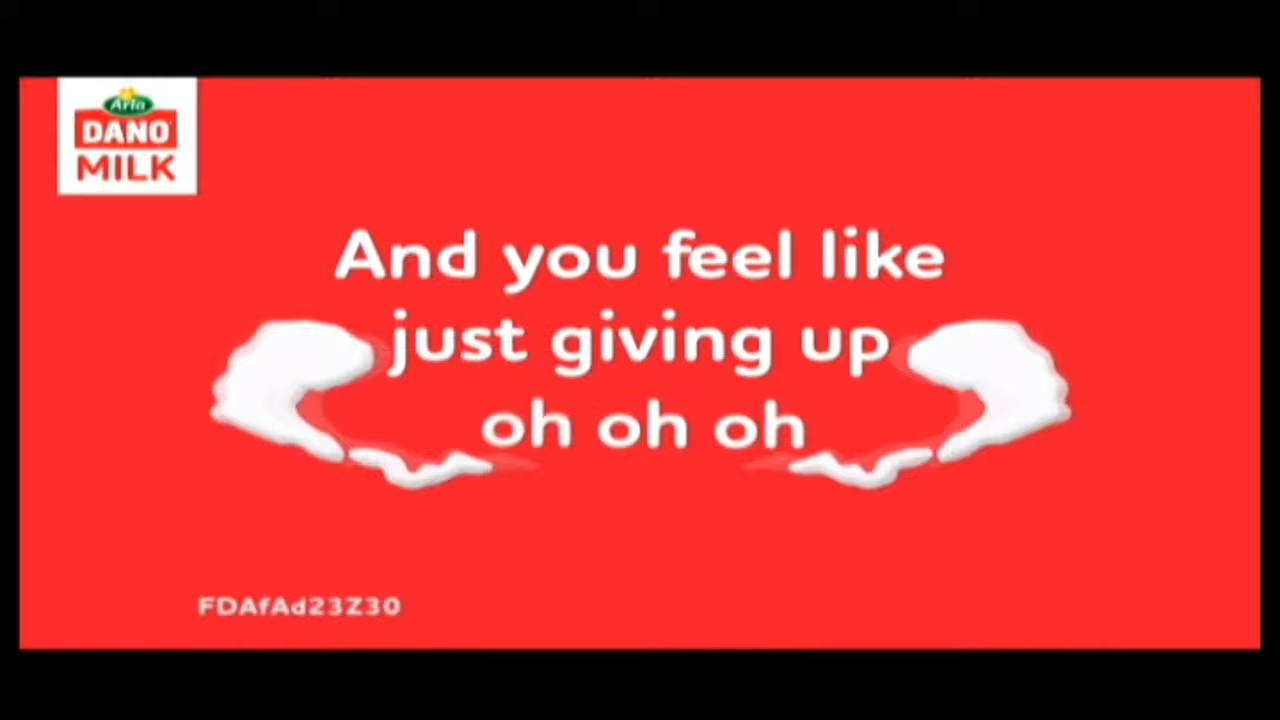 Arla
DANO
MILK
And you feel like
just giving up
oh oh oh
FDAfAd23Z30